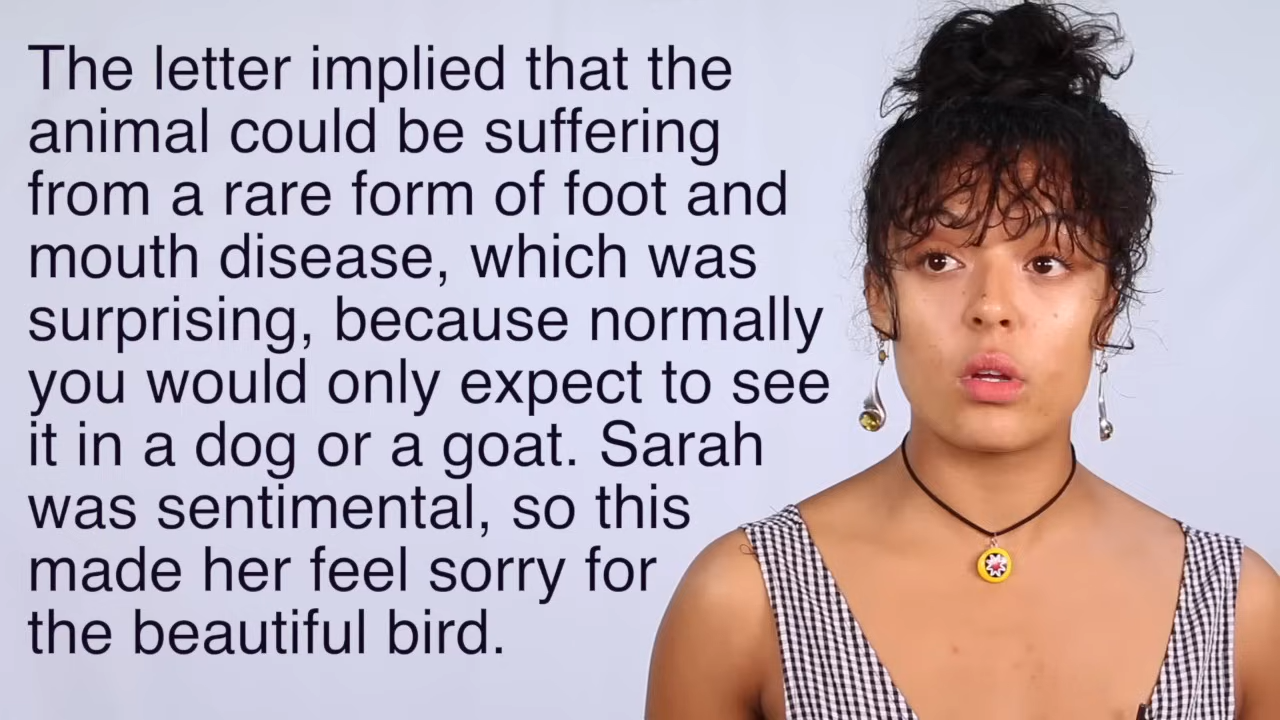 The letter implied that the
animal could be suffering
from a rare form of foot and
mouth disease, which was
surprising, because normally
you would only expect to see
it in a dog or a goat. Sarah
was sentimental, so this
made her feel sorry for
the beautiful bird.